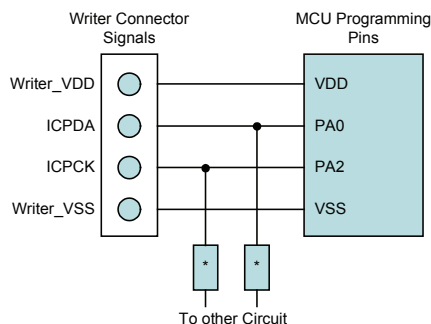 Writer Connector
Signals
MCU Programming
Pins
Writer_VDD
VDD
ICPDA
PA0
ICPCK
PA2
Writer_VSS
VSS
* *
To other Circuit